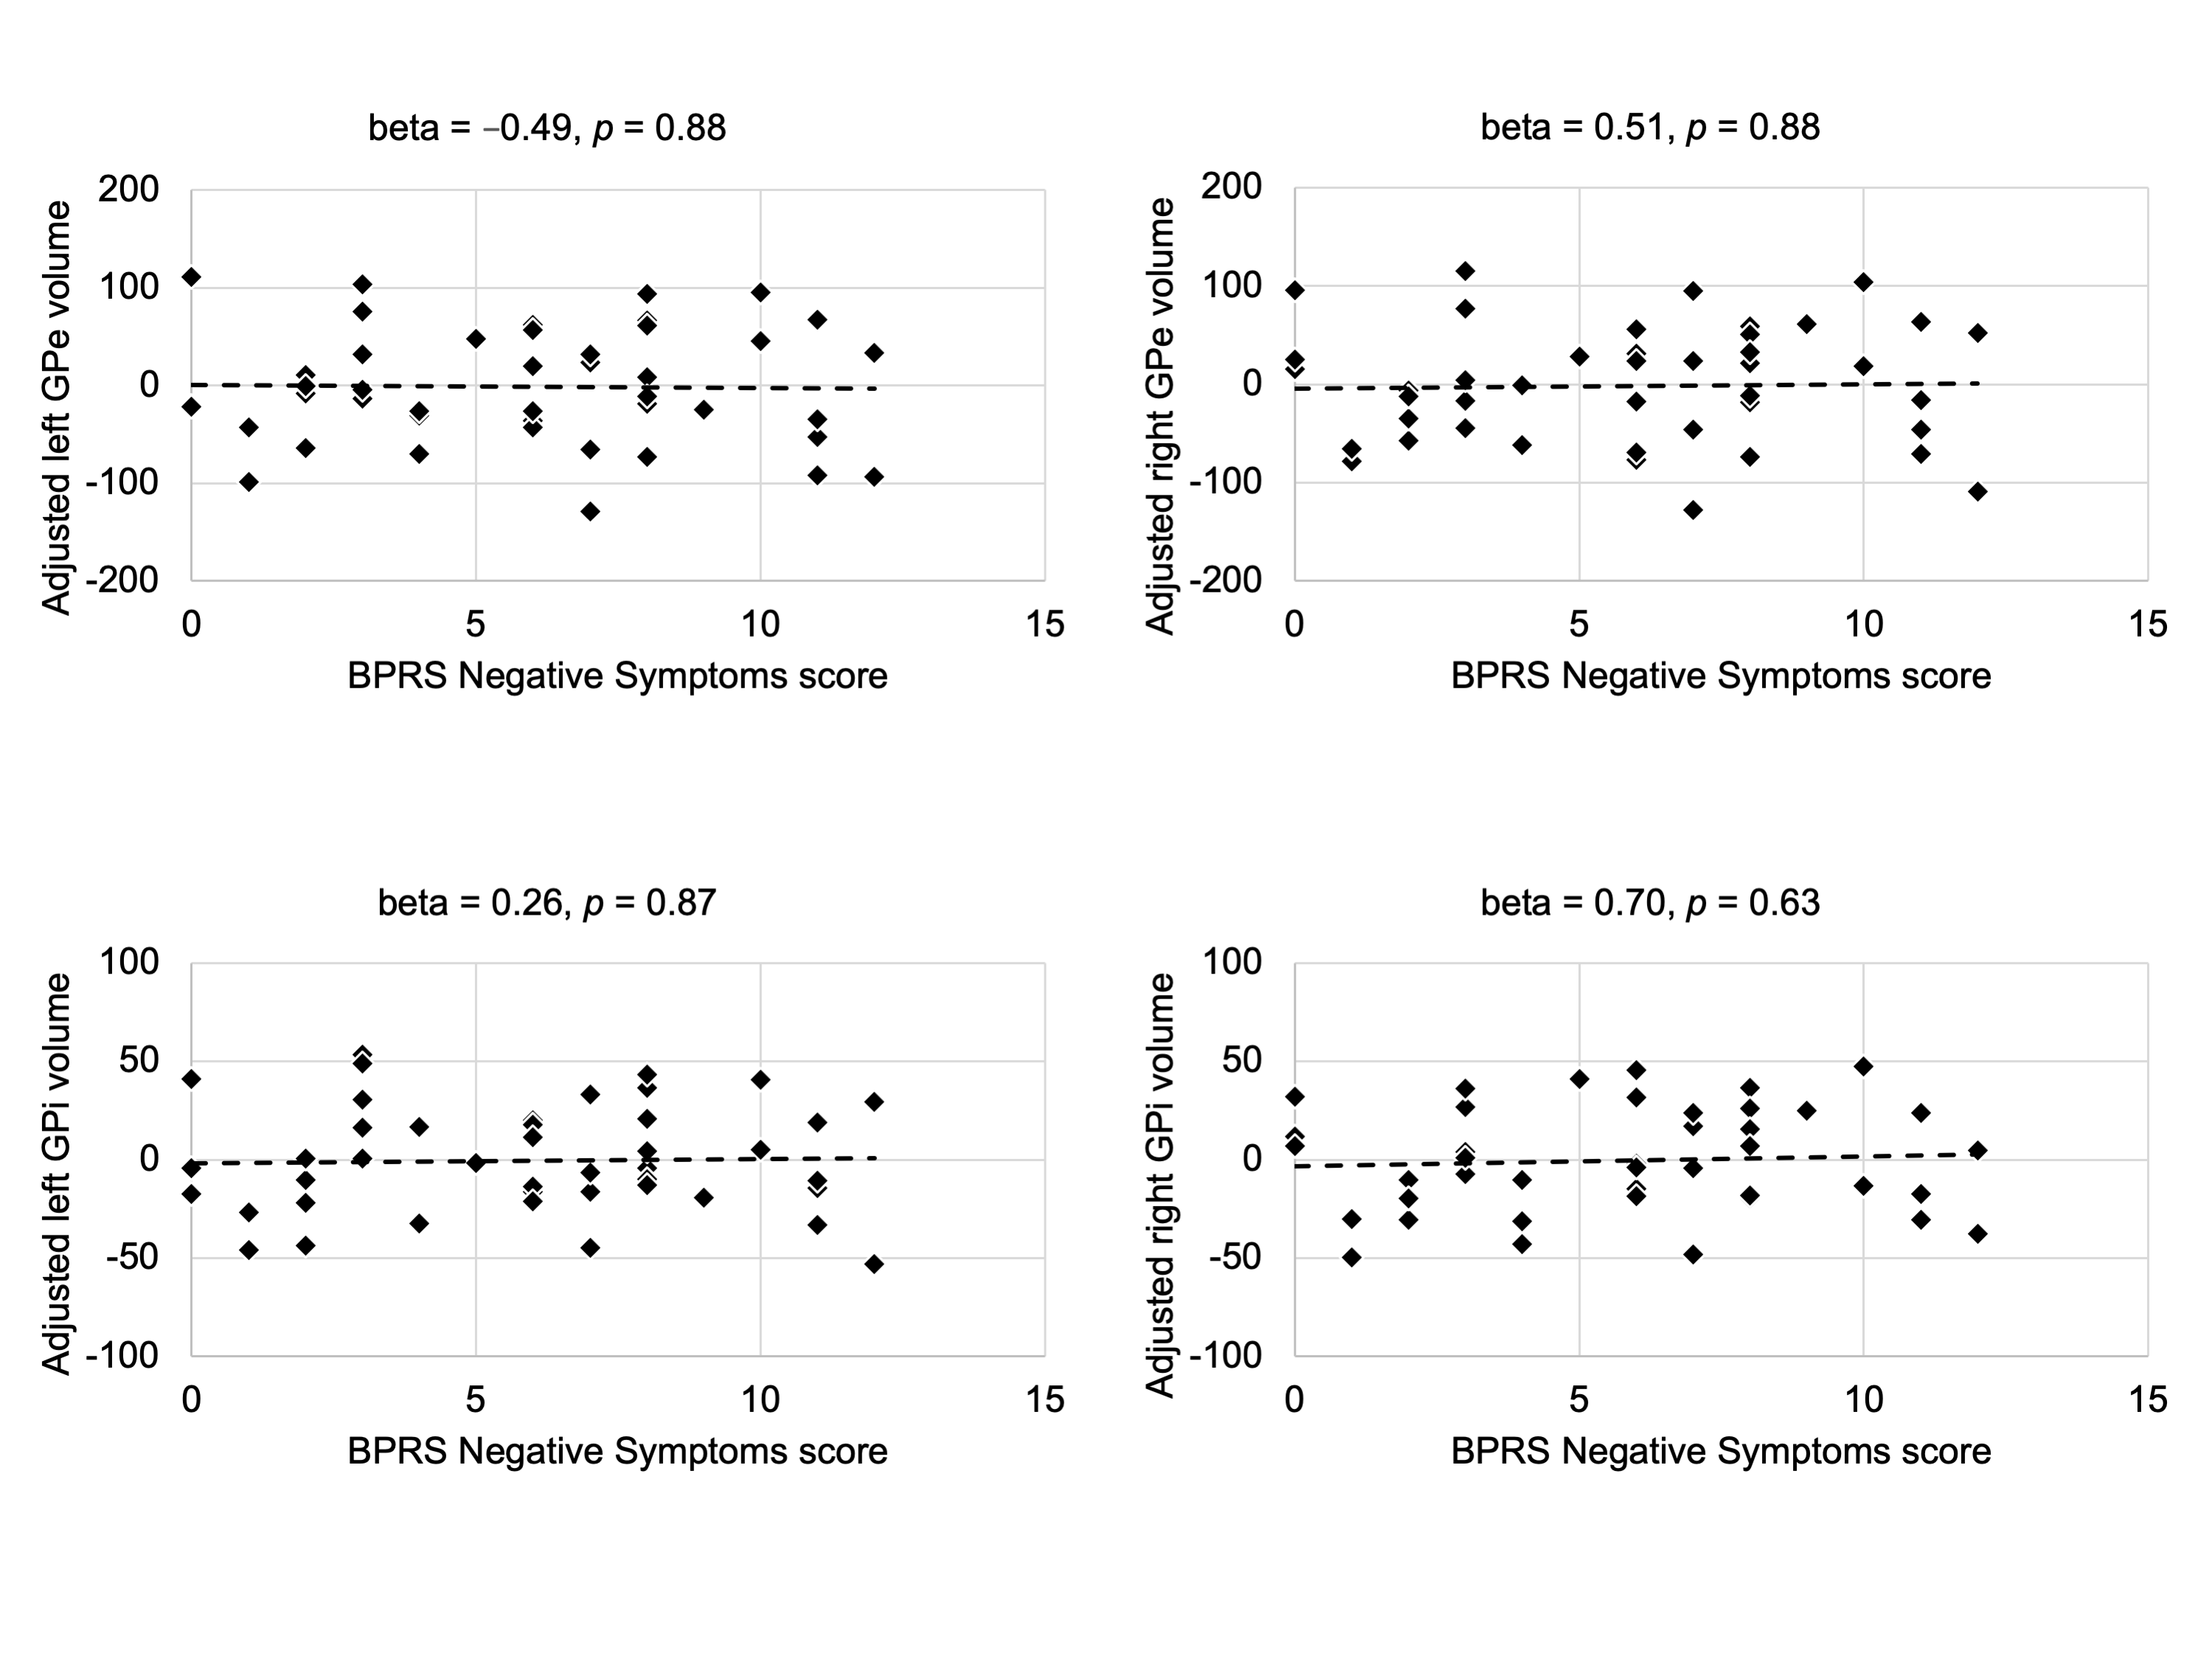 beta = −0.49, p = 0.88
Adjusted left GPe volume
200
100
0
-100
-200
0 5 10 15
BPRS Negative Symptoms score
beta = 0.51, p = 0.88
Adjusted right GPe volume
200
100
0
-100
-200
0 5 10 15
BPRS Negative Symptoms score
beta = 0.26, p = 0.87
Adjusted left GPi volume
100
50
0
-50
-100
0 5 10 15
BPRS Negative Symptoms score
beta = 0.70, p = 0.63
Adjusted right GPi volume
100
50
0
-50
-100
0 5 10 15
BPRS Negative Symptoms score